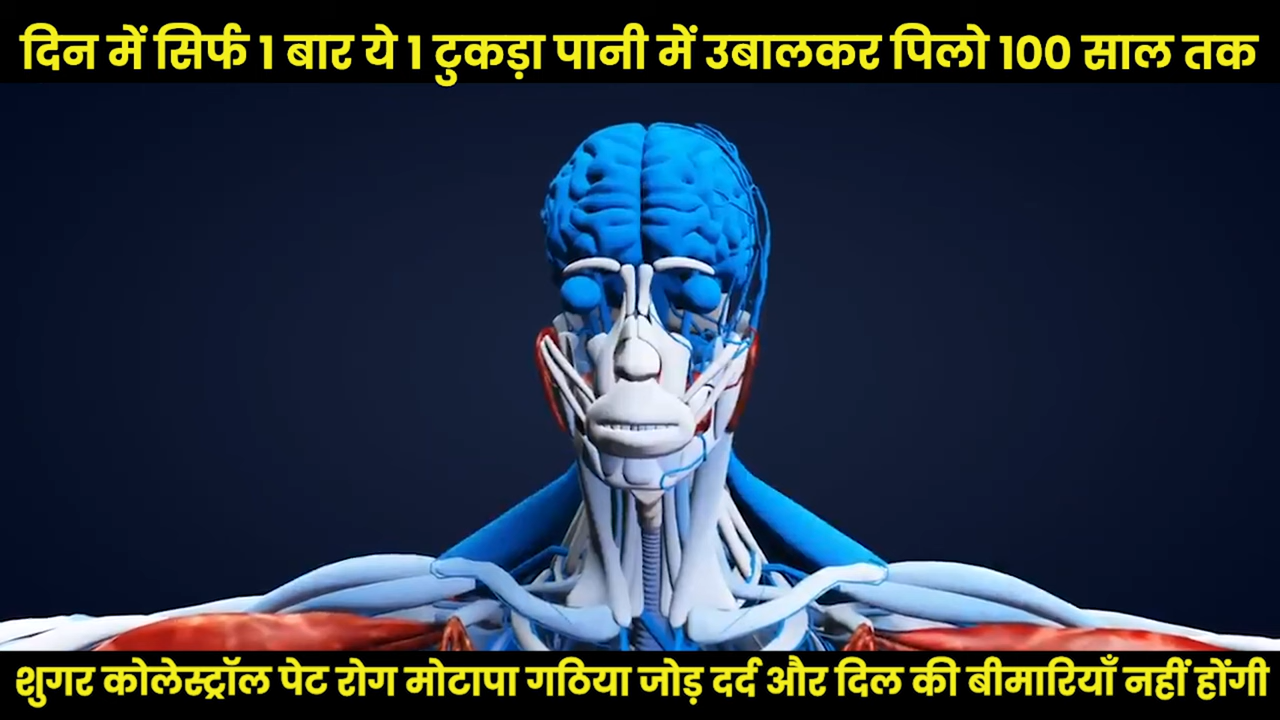 दिन में सिर्फ 1 बार ये 1 टुकड़ा पानी में उबालकर पिलो 100 साल तक
शुगर कोलेस्ट्रॉल पेट रोग मोटापा गठिया जोड़ दर्द और दिल की बीमारियाँ नहीं होंगी